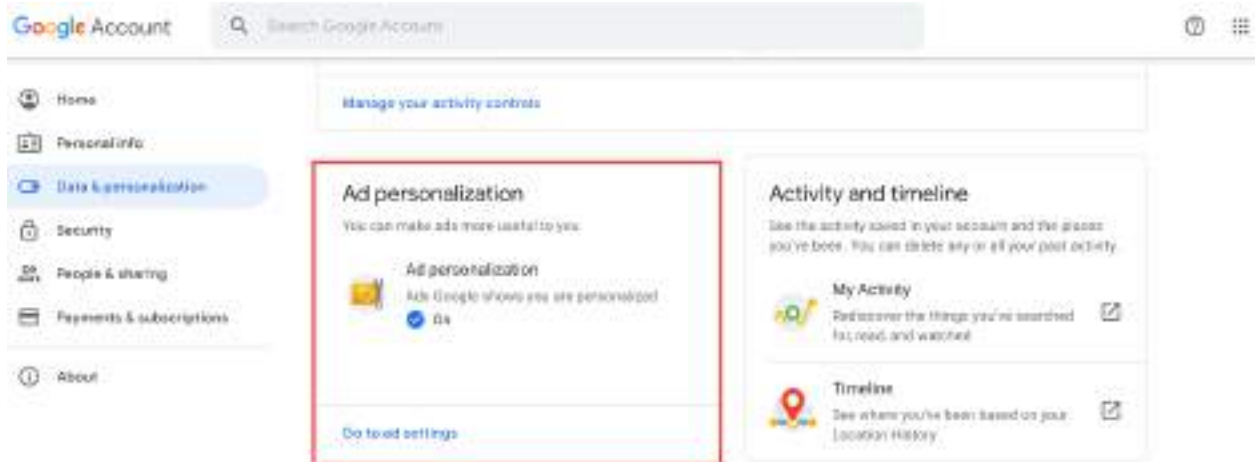 Google Account
Search Google Account
Home
Personal info
Data & personalization
Security
People & sharing
Payments & subscriptions
About
Manage your activity controls
Ad personalization
You can make ads more useful to you
Ad personalization
Ads Google shows you are personalized
On
Go to ad settings
Activity and timeline
See the activity saved in your account and the places
you've been. You can delete any or all your past activity.
My Activity
Rediscover the things you've searched
for, read, and watched
Timeline
See where you've been based on your
Location History